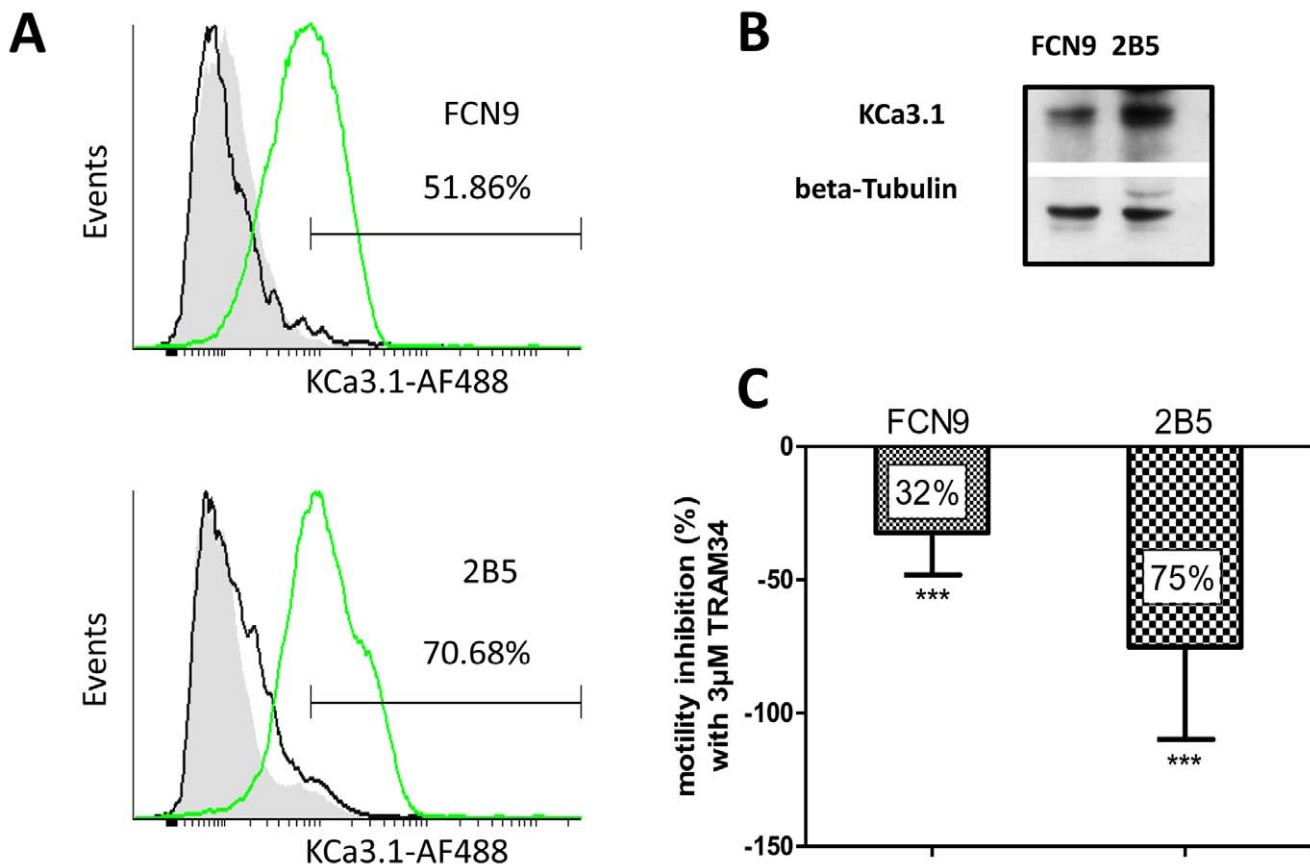 A
Events
FCN9
51.86%
KCa3.1-AF488
Events
2B5
70.68%
KCa3.1-AF488
B
FCN9 2B5
KCa3.1
beta-Tubulin
C
FCN9 2B5
motility inhibition (%)
with 3µM TRAM34
0
-50
-100
-150
32%
75%
***
***